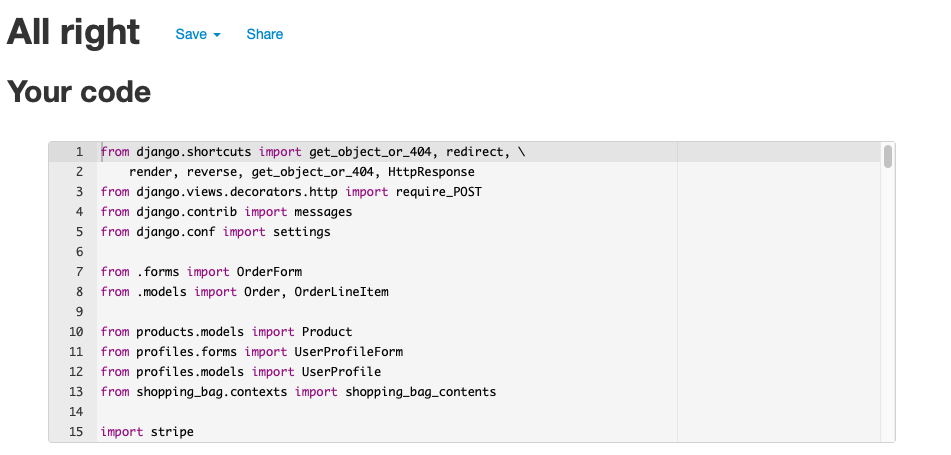 All right Save Share
Your code
1 from django.shortcuts import get_object_or_404, redirect, \
2     render, reverse, get_object_or_404, HttpResponse
3 from django.views.decorators.http import require_POST
4 from django.contrib import messages
5 from django.conf import settings
6
7 from .forms import OrderForm
8 from .models import Order, OrderLineItem
9
10 from products.models import Product
11 from profiles.forms import UserProfileForm
12 from profiles.models import UserProfile
13 from shopping_bag.contexts import shopping_bag_contents
14
15 import stripe